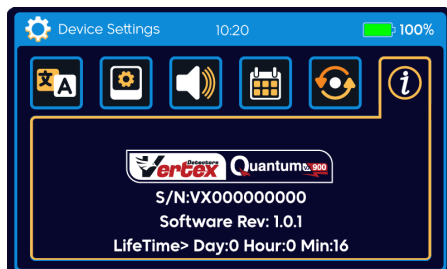 Device Settings 10:20 100%
文 A
i
Vertex Detectors Quantum 900
S/N:VX000000000
Software Rev: 1.0.1
LifeTime> Day:0 Hour:0 Min:16